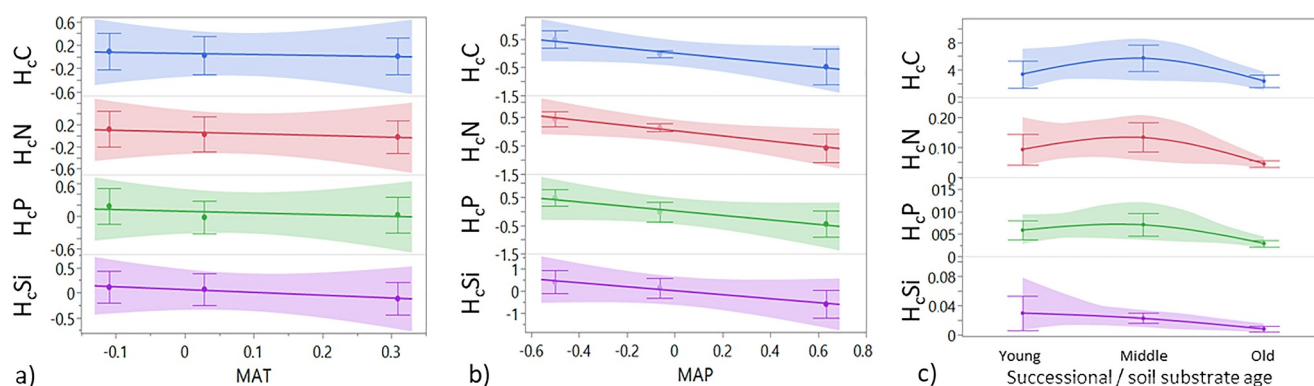 0.6
0.2
-0.2
-0.6
HcC
0.2
-0.2
-0.6
HcN
0.6
0
-0.6
HcP
0.5
0
-0.5
HcSi
-0.1 0 0.1 0.2 0.3
a) MAT
0.5
-0.5
-1.5
HcC
0.5
-0.5
-1.5
HcN
0.5
-0.5
-1.5
HcP
1
0
-1
HcSi
-0.6 -0.4 -0.2 0 0.2 0.4 0.6 0.8
b) MAP
8
4
0
HcC
0.20
0.10
0
HcN
015
010
005
0
HcP
0.08
0.04
0
HcSi
Young Middle Old
c) Successional / soil substrate age